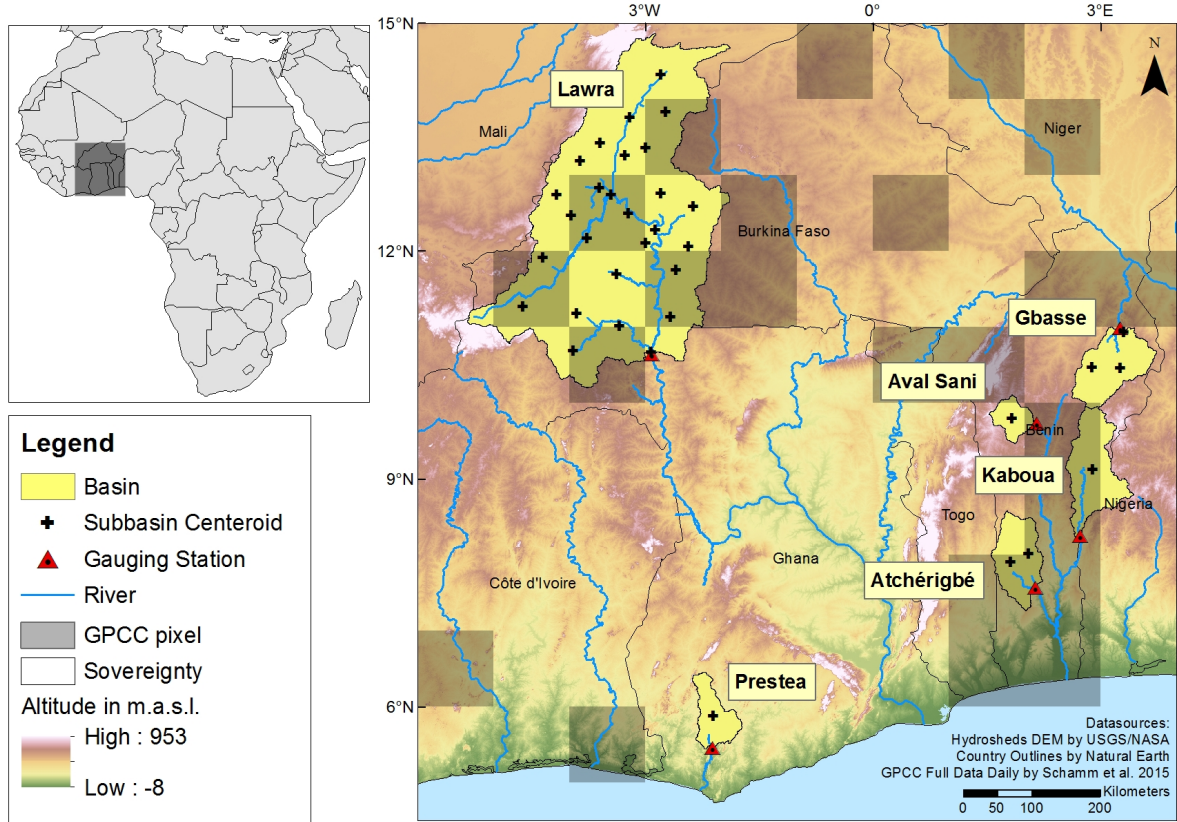 3°W
0°
3°E
15°N
N
Lawra
Mali
Niger
Burkina Faso
12°N
Gbasse
Aval Sani
Benin
Kaboua
9°N
Nigeria
Togo
Ghana
Côte d'Ivoire
Atchérigbé
Prestea
6°N
Legend
Basin
Subbasin Centeroid
Gauging Station
River
GPCC pixel
Sovereignty
Altitude in m.a.s.l.
High : 953
Low : -8
Datasources:
Hydrosheds DEM by USGS/NASA
Country Outlines by Natural Earth
GPCC Full Data Daily by Schamm et al. 2015
Kilometers
0 50 100 200